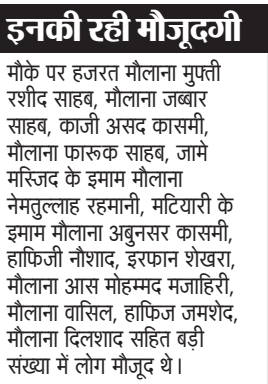 इनकी रही मौजूदगी
मौके पर हजरत मौलाना मुफ्ती
रशीद साहब, मौलाना जब्बार
साहब, काजी असद कासमी,
मौलाना फारूक साहब, जामे
मस्जिद के इमाम मौलाना
नेमतुल्लाह रहमानी, मटियारी के
इमाम मौलाना अबुनसर कासमी,
हाफिजी नौशाद, इरफान शेखरा,
मौलाना आस मोहम्मद मजाहिरी,
मौलाना वासिल, हाफिज जमशेद,
मौलाना दिलशाद सहित बड़ी
संख्या में लोग मौजूद थे।